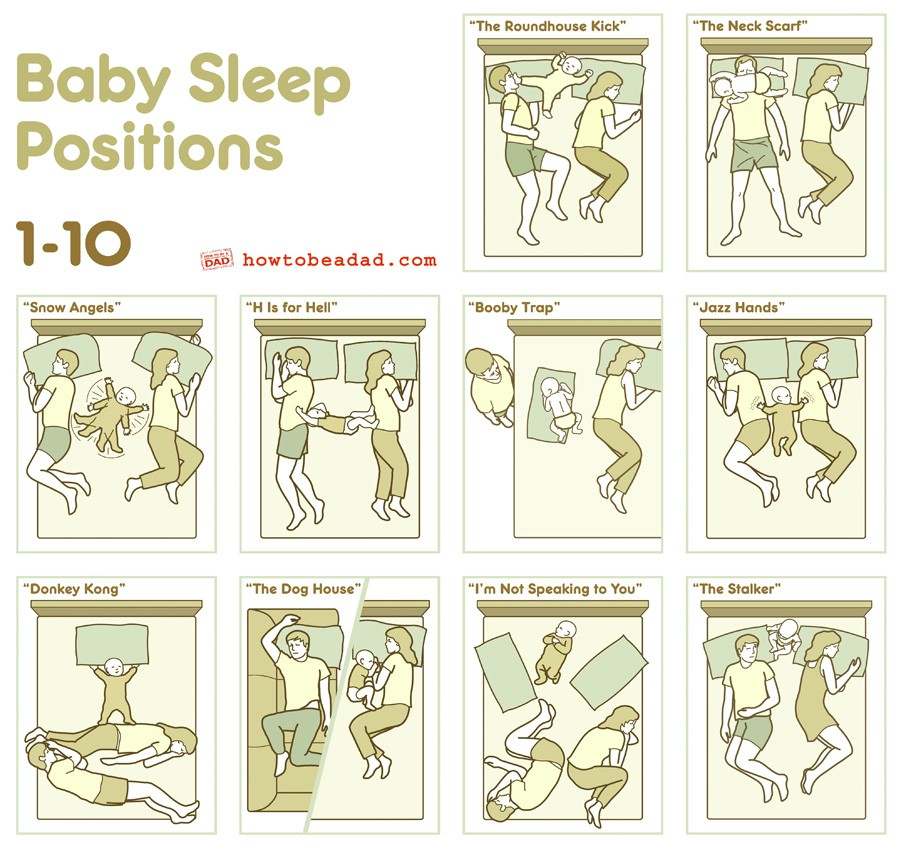 Baby Sleep
Positions
1-10
DAD
howtobeadad.com
“The Roundhouse Kick”
“The Neck Scarf”
“Snow Angels”
“H Is for Hell”
“Booby Trap”
“Jazz Hands”
“Donkey Kong”
“The Dog House”
“I’m Not Speaking to You”
“The Stalker”